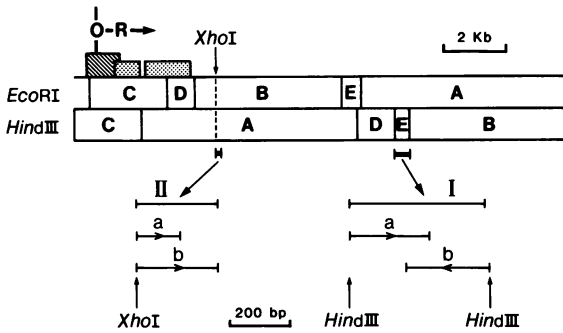 O-R
XhoI
2 Kb
EcoRI C D B E A
HindIII C A D E B
II I
a a
b b
XhoI 200 bp HindIII HindIII